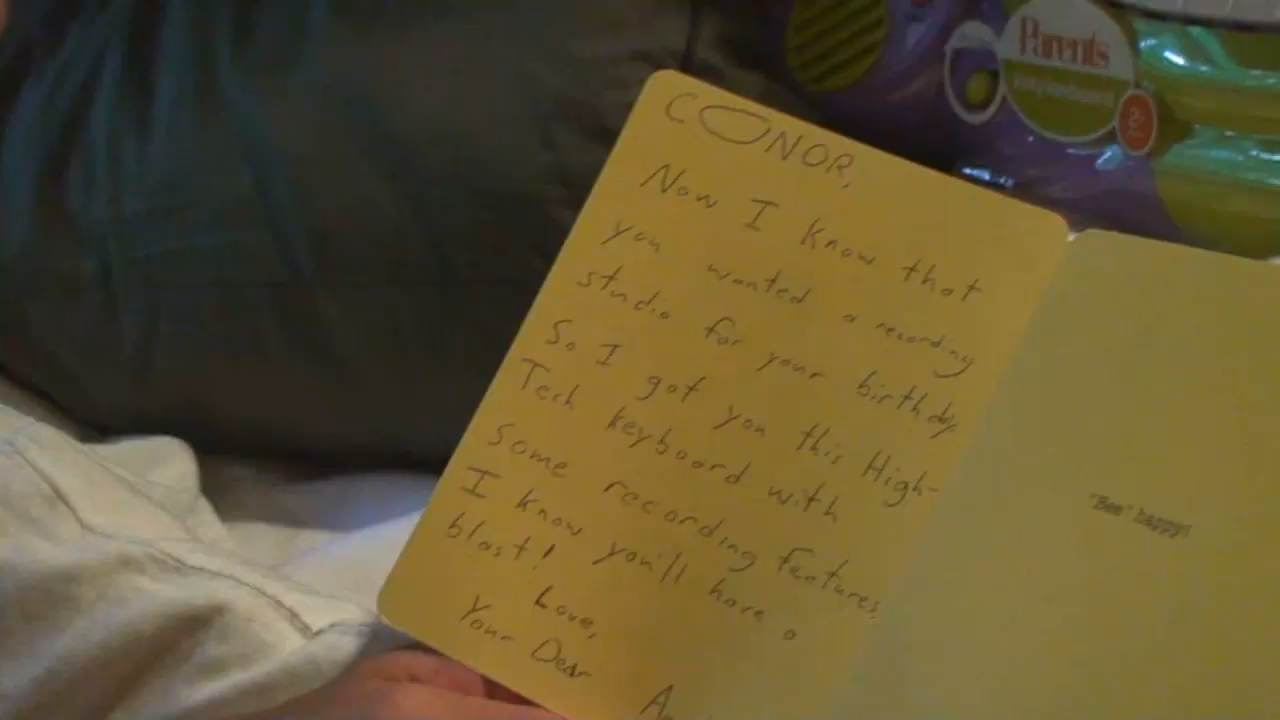 Parents
2+
CONOR,
Now I know that
you wanted a recording
studio for your birthday
So I got you this High-
Tech keyboard with
some recording features.
I know you'll have a
blast!
Love,
Your Dear
"Bee" happy!